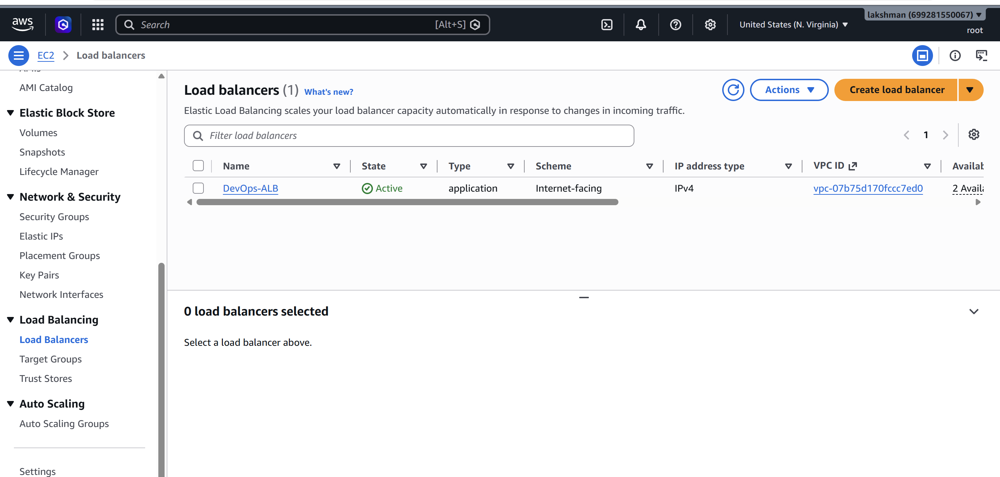 aws
Search
[Alt+S]
United States (N. Virginia)
lakshman (699281550067)
root
EC2
Load balancers
AMI Catalog
Elastic Block Store
Volumes
Snapshots
Lifecycle Manager
Network & Security
Security Groups
Elastic IPs
Placement Groups
Key Pairs
Network Interfaces
Load Balancing
Load Balancers
Target Groups
Trust Stores
Auto Scaling
Auto Scaling Groups
Settings
Load balancers (1) What's new?
Actions
Create load balancer
Elastic Load Balancing scales your load balancer capacity automatically in response to changes in incoming traffic.
Filter load balancers
1
Name State Type Scheme IP address type VPC ID
DevOps-ALB Active application Internet-facing IPv4 vpc-07b75d170fccc7ed0 2
0 load balancers selected
Select a load balancer above.